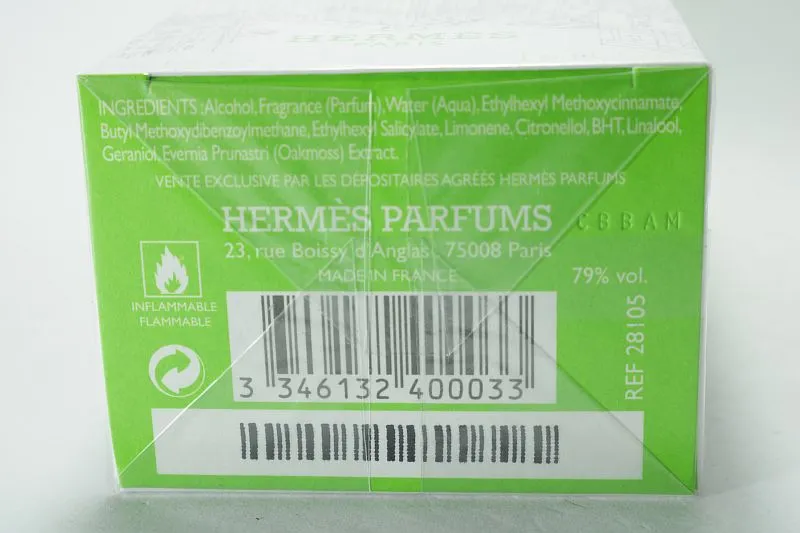 HERMES
PARIS
INGREDIENTS : Alcohol, Fragrance (Parfum), Water (Aqua), Ethylhexyl Methoxycinnamate,
Butyl Methoxydibenzoylmethane, Ethylhexyl Salicylate, Limonene, Citronellol, BHT, Linalool,
Geraniol, Evernia Prunastri (Oakmoss) Extract.
VENTE EXCLUSIVE PAR LES DÉPOSITAIRES AGRÉÉS HERMÈS PARFUMS
HERMÈS PARFUMS CBBAM
23, rue Boissy d'Anglas 75008 Paris
MADE IN FRANCE 79% vol.
INFLAMMABLE
FLAMMABLE
REF 28105
3 346132 400033